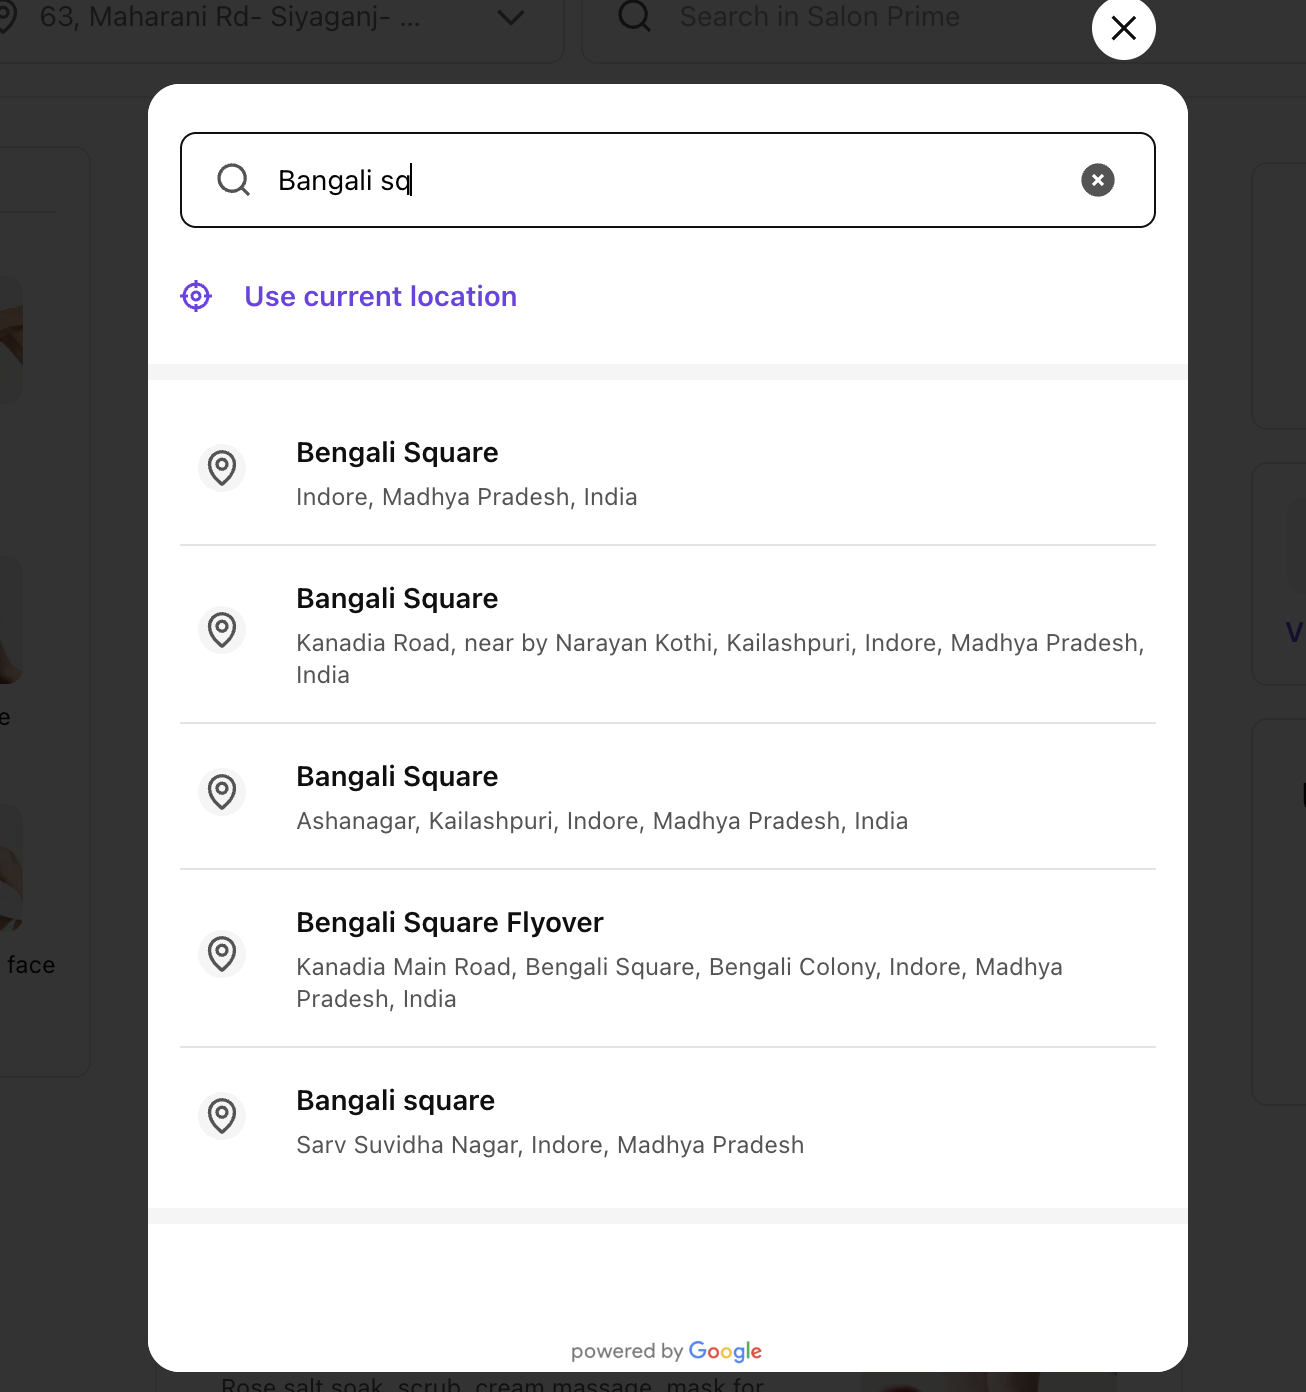 63, Maharani Rd- Siyaganj- ...
Search in Salon Prime
Bangali sq
Use current location
Bengali Square
Indore, Madhya Pradesh, India
Bangali Square
Kanadia Road, near by Narayan Kothi, Kailashpuri, Indore, Madhya Pradesh,
India
Bangali Square
Ashanagar, Kailashpuri, Indore, Madhya Pradesh, India
Bengali Square Flyover
Kanadia Main Road, Bengali Square, Bengali Colony, Indore, Madhya
Pradesh, India
Bangali square
Sarv Suvidha Nagar, Indore, Madhya Pradesh
powered by Google
face
Rose salt soak, scrub, cream massage, mask for